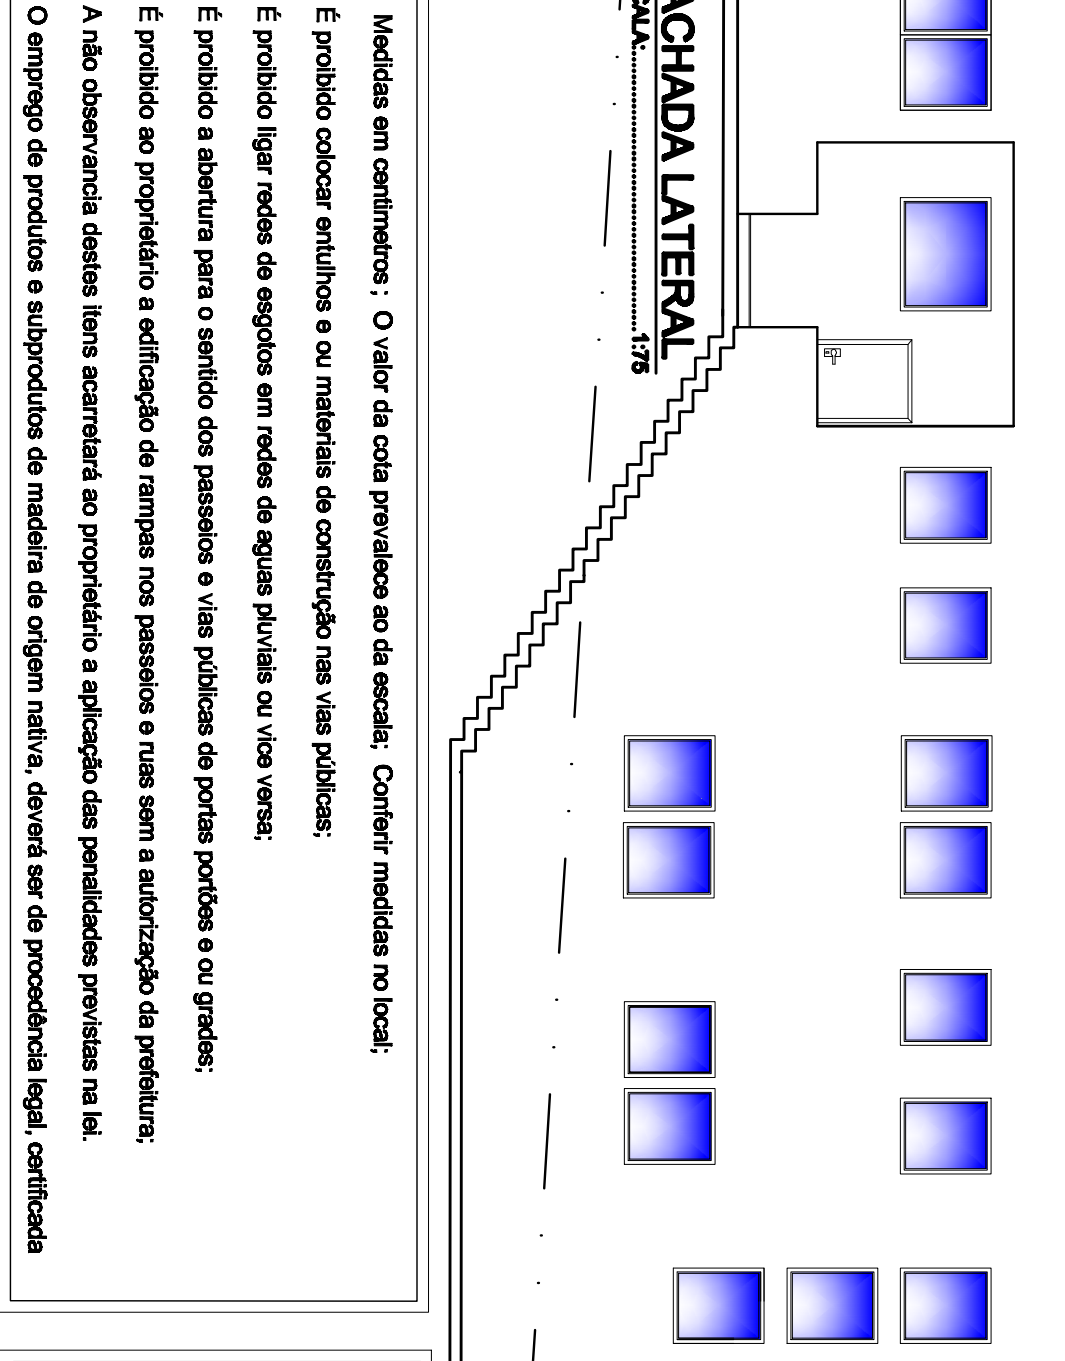 ACHADA LATERAL
CALA: 1:75
Medidas em centimetros ; O valor da cota prevalece ao da escala; Conferir medidas no local;
É proibido colocar entulhos e ou materiais de construção nas vias públicas;
É proibido ligar redes de esgotos em redes de aguas pluviais ou vice versa;
É proibido a abertura para o sentido dos passeios e vias públicas de portas portões e ou grades;
É proibido ao proprietário a edificação de rampas nos passeios e ruas sem a autorização da prefeitura;
A não observancia destes itens acarretará ao proprietário a aplicação das penalidades previstas na lei.
O emprego de produtos e subprodutos de madeira de origem nativa, deverá ser de procedência legal, certificada